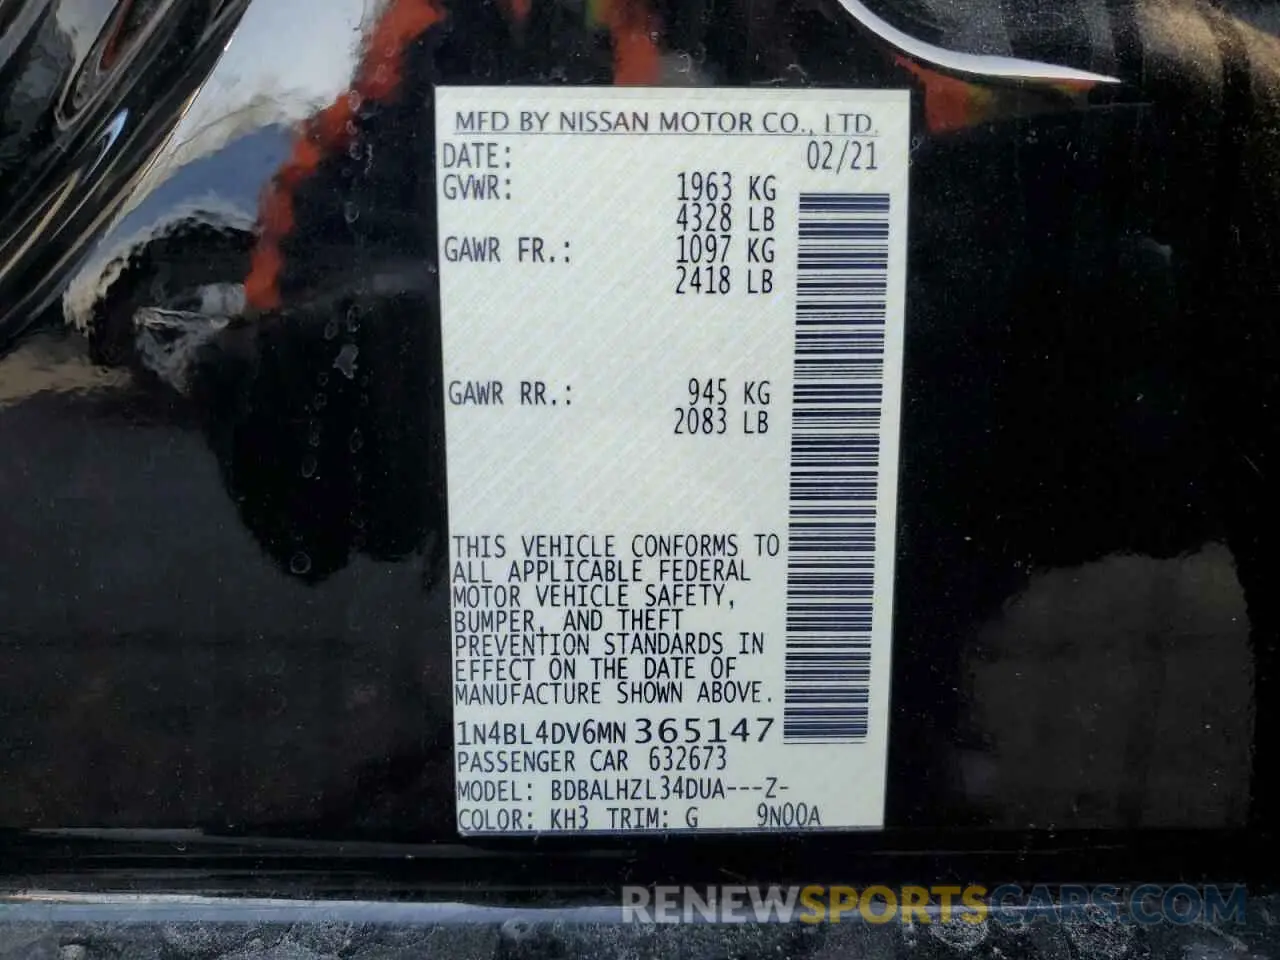 MFD BY NISSAN MOTOR CO., LTD.
DATE: 02/21
GVWR: 1963 KG
4328 LB
GAWR FR.: 1097 KG
2418 LB
GAWR RR.: 945 KG
2083 LB
THIS VEHICLE CONFORMS TO
ALL APPLICABLE FEDERAL
MOTOR VEHICLE SAFETY,
BUMPER, AND THEFT
PREVENTION STANDARDS IN
EFFECT ON THE DATE OF
MANUFACTURE SHOWN ABOVE.
1N4BL4DV6MN365147
PASSENGER CAR 632673
MODEL: BDBALHZL34DUA---Z-
COLOR: KH3 TRIM: G 9N00A
RENEWSPORTSCARS.COM